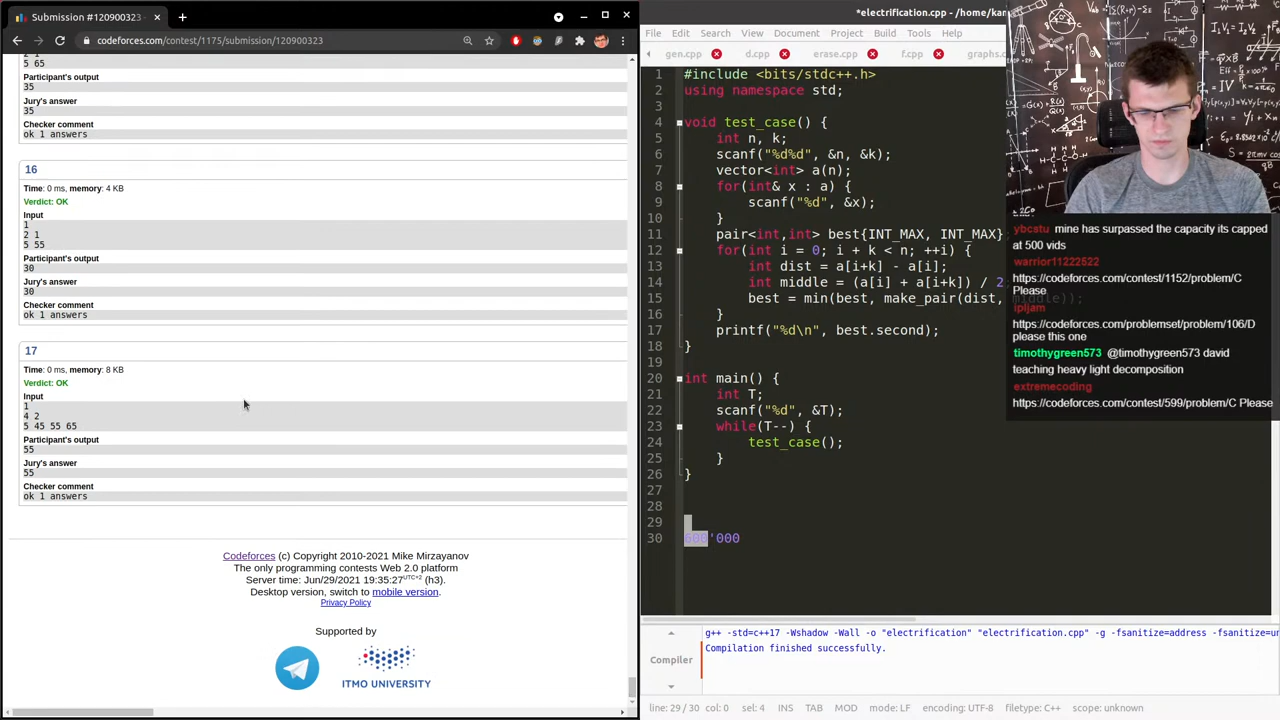 Submission #120900323 -
codeforces.com/contest/1175/submission/120900323
5 65
Participant's output
35
Jury's answer
35
Checker comment
ok 1 answers
16
Time: 0 ms, memory: 4 KB
Verdict: OK
Input
1
2 1
5 55
Participant's output
30
Jury's answer
30
Checker comment
ok 1 answers
17
Time: 0 ms, memory: 8 KB
Verdict: OK
Input
1
4 2
5 45 55 65
Participant's output
55
Jury's answer
55
Checker comment
ok 1 answers
Codeforces (c) Copyright 2010-2021 Mike Mirzayanov
The only programming contests Web 2.0 platform
Server time: Jun/29/2021 19:35:27UTC+2 (h3).
Desktop version, switch to mobile version.
Privacy Policy
Supported by
ITMO UNIVERSITY
*electrification.cpp - /home/kam
File Edit Search View Document Project Build Tools Help
gen.cpp d.cpp erase.cpp f.cpp graphs.c
1 #include <bits/stdc++.h>
2 using namespace std;
3
4 void test_case() {
5 int n, k;
6 scanf("%d%d", &n, &k);
7 vector<int> a(n);
8 for(int& x : a) {
9 scanf("%d", &x);
10 }
11 pair<int,int> best{INT_MAX, INT_MAX}
12 for(int i = 0; i + k < n; ++i) {
13 int dist = a[i+k] - a[i];
14 int middle = (a[i] + a[i+k]) / 2
15 best = min(best, make_pair(dist, middle));
16 }
17 printf("%d\n", best.second);
18 }
19
20 int main() {
21 int T;
22 scanf("%d", &T);
23 while(T--) {
24 test_case();
25 }
26 }
27
28
29
30 600'000
ybcstu mine has surpassed the capacity its capped
at 500 vids
warrior11222522
https://codeforces.com/contest/1152/problem/C
Please
ipljam
https://codeforces.com/problemset/problem/106/D
please this one
timothygreen573 @timothygreen573 david
teaching heavy light decomposition
extremecoding
https://codeforces.com/contest/599/problem/C Please
Compiler
g++ -std=c++17 -Wshadow -Wall -o "electrification" "electrification.cpp" -g -fsanitize=address -fsanitize=un
Compilation finished successfully.
line: 29 / 30 col: 0 sel: 4 INS TAB MOD mode: LF encoding: UTF-8 filetype: C++ scope: unknown